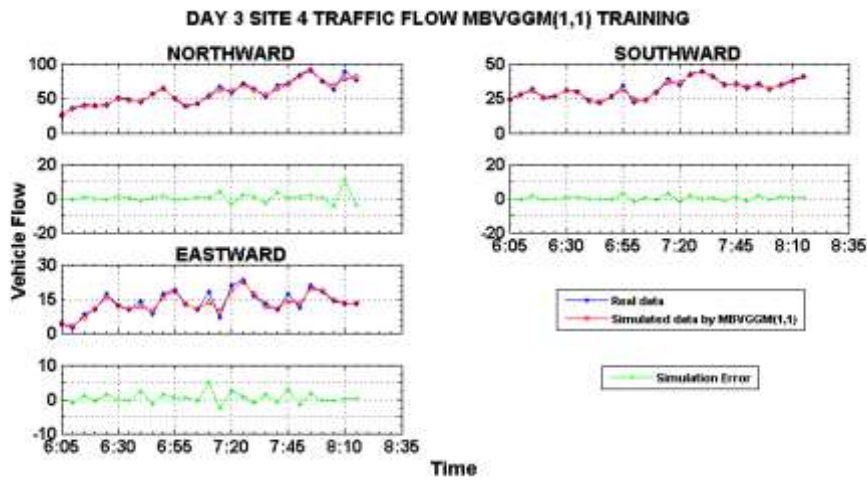 DAY 3 SITE 4 TRAFFIC FLOW MBVGGM(1,1) TRAINING
NORTHWARD
100
50
0
20
0
-20
SOUTHWARD
50
25
0
20
0
-20
6:05 6:30 6:55 7:20 7:45 8:10 8:35
Vehicle Flow
EASTWARD
30
15
0
10
0
-10
6:05 6:30 6:55 7:20 7:45 8:10 8:35
Real data
Simulated data by MBVGGM(1,1)
Simulation Error
Time